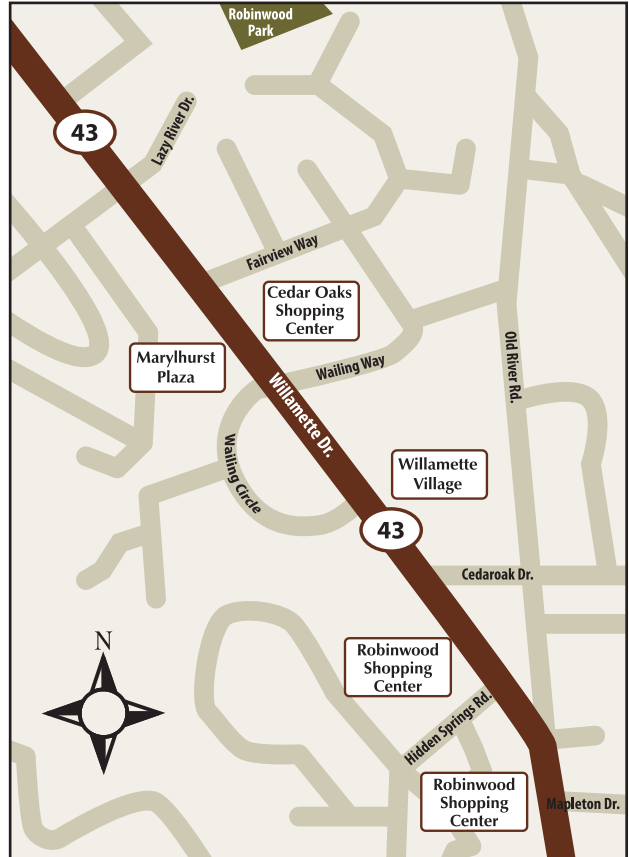 Robinwood
Park
43
Lazy River Dr.
Fairview Way
Cedar Oaks
Shopping
Center
Marylhurst
Plaza
Wailing Way
Old River Rd.
Willamette Dr.
Wailing Circle
Willamette
Village
43
Cedaroak Dr.
N
Robinwood
Shopping
Center
Hidden Springs Rd.
Robinwood
Shopping
Center
Mapleton Dr.